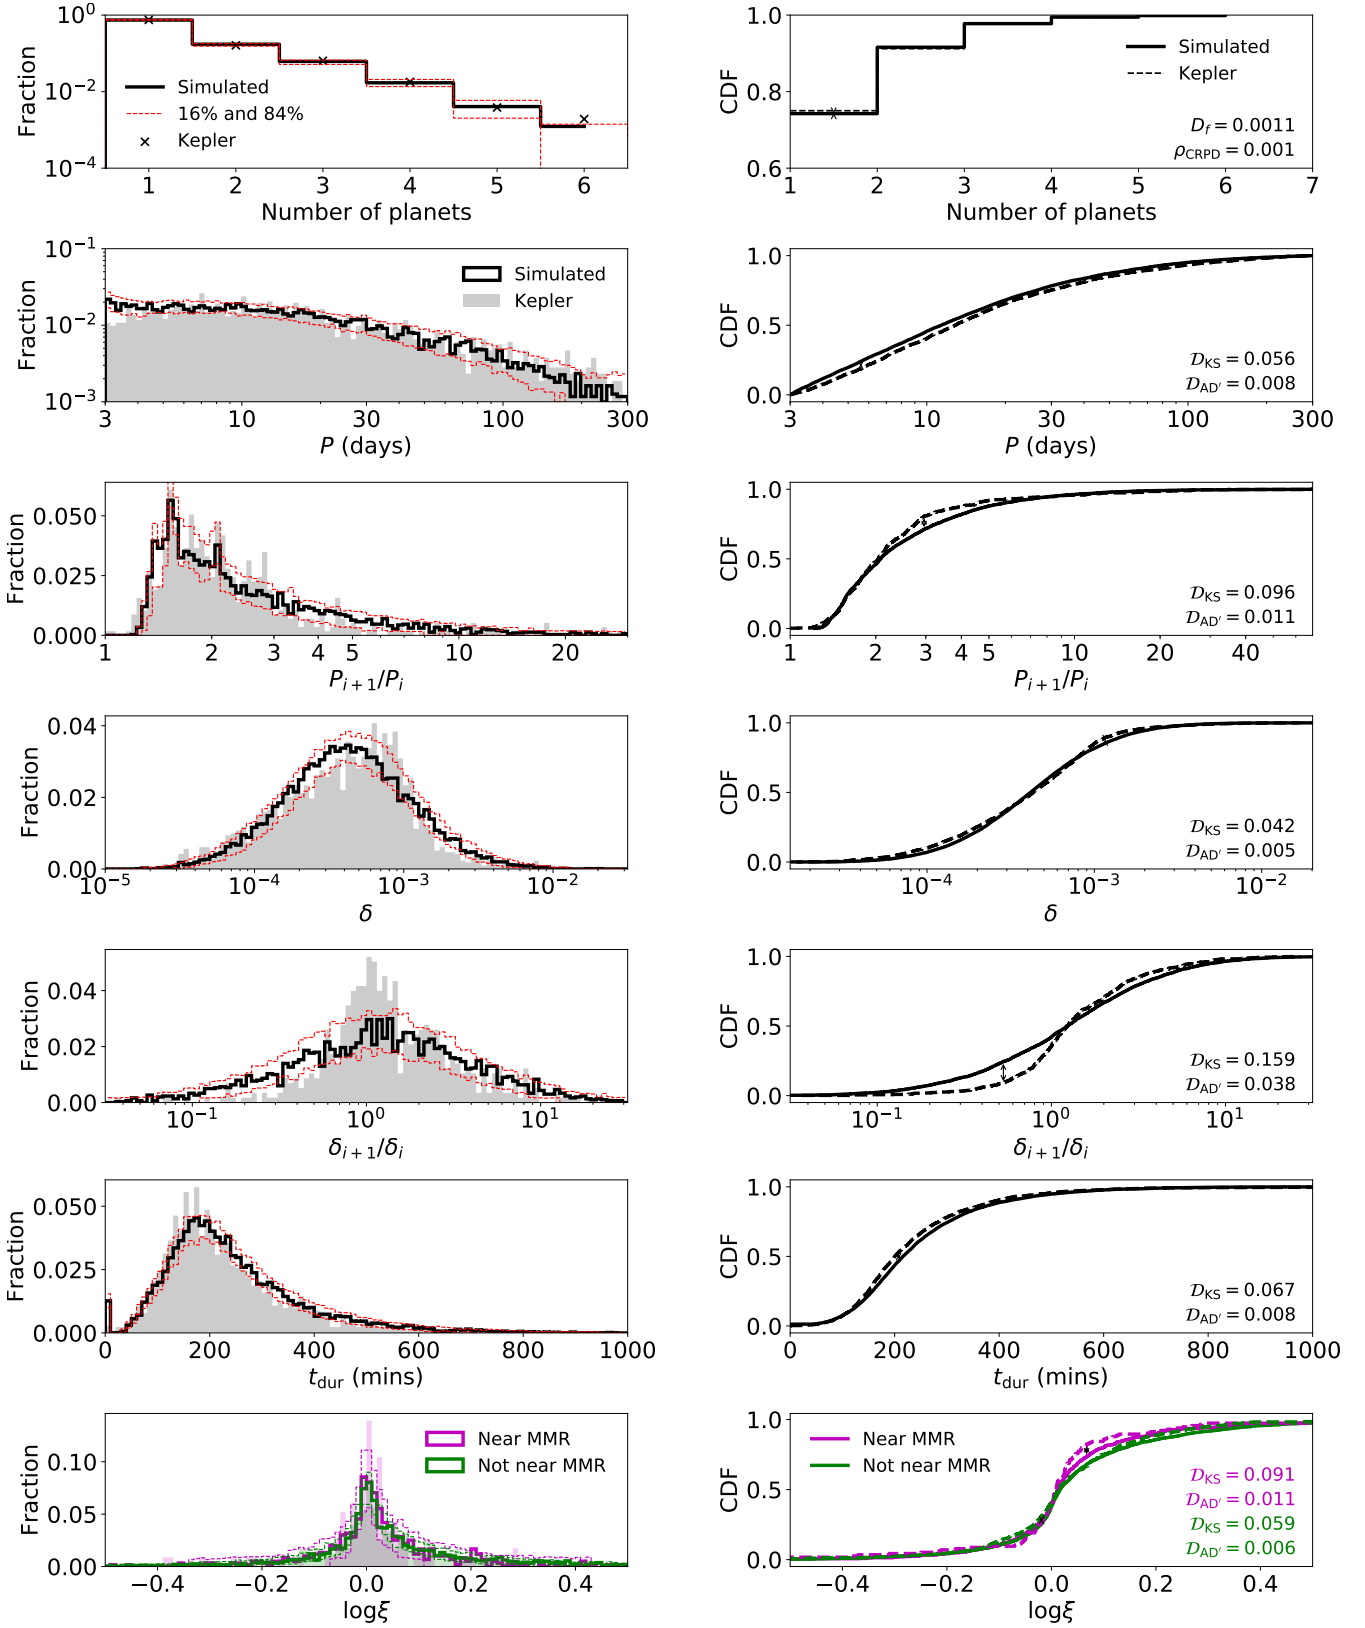 10⁰
10⁻²
10⁻⁴
Fraction
Simulated
16% and 84%
Kepler
1 2 3 4 5 6
Number of planets
1.0
0.8
0.6
CDF
Simulated
Kepler
D_f = 0.0011
ρ_CRPD = 0.001
1 2 3 4 5 6 7
Number of planets
10⁻¹
10⁻²
10⁻³
Fraction
Simulated
Kepler
3 10 30 100 300
P (days)
1.0
0.5
0.0
CDF
𝒟_KS = 0.056
𝒟_AD′ = 0.008
3 10 30 100 300
P (days)
0.050
0.025
0.000
Fraction
1 2 3 4 5 10 20
P_{i+1}/P_i
1.0
0.5
0.0
CDF
𝒟_KS = 0.096
𝒟_AD′ = 0.011
1 2 3 4 5 10 20 40
P_{i+1}/P_i
0.04
0.02
0.00
Fraction
10⁻⁵ 10⁻⁴ 10⁻³ 10⁻²
δ
1.0
0.5
0.0
CDF
𝒟_KS = 0.042
𝒟_AD′ = 0.005
10⁻⁴ 10⁻³ 10⁻²
δ
0.04
0.02
0.00
Fraction
10⁻¹ 10⁰ 10¹
δ_{i+1}/δ_i
1.0
0.5
0.0
CDF
𝒟_KS = 0.159
𝒟_AD′ = 0.038
10⁻¹ 10⁰ 10¹
δ_{i+1}/δ_i
0.050
0.025
0.000
Fraction
0 200 400 600 800 1000
t_dur (mins)
1.0
0.5
0.0
CDF
𝒟_KS = 0.067
𝒟_AD′ = 0.008
0 200 400 600 800 1000
t_dur (mins)
0.10
0.05
0.00
Fraction
Near MMR
Not near MMR
−0.4 −0.2 0.0 0.2 0.4
logξ
1.0
0.5
0.0
CDF
Near MMR
Not near MMR
𝒟_KS = 0.091
𝒟_AD′ = 0.011
𝒟_KS = 0.059
𝒟_AD′ = 0.006
−0.4 −0.2 0.0 0.2 0.4
logξ